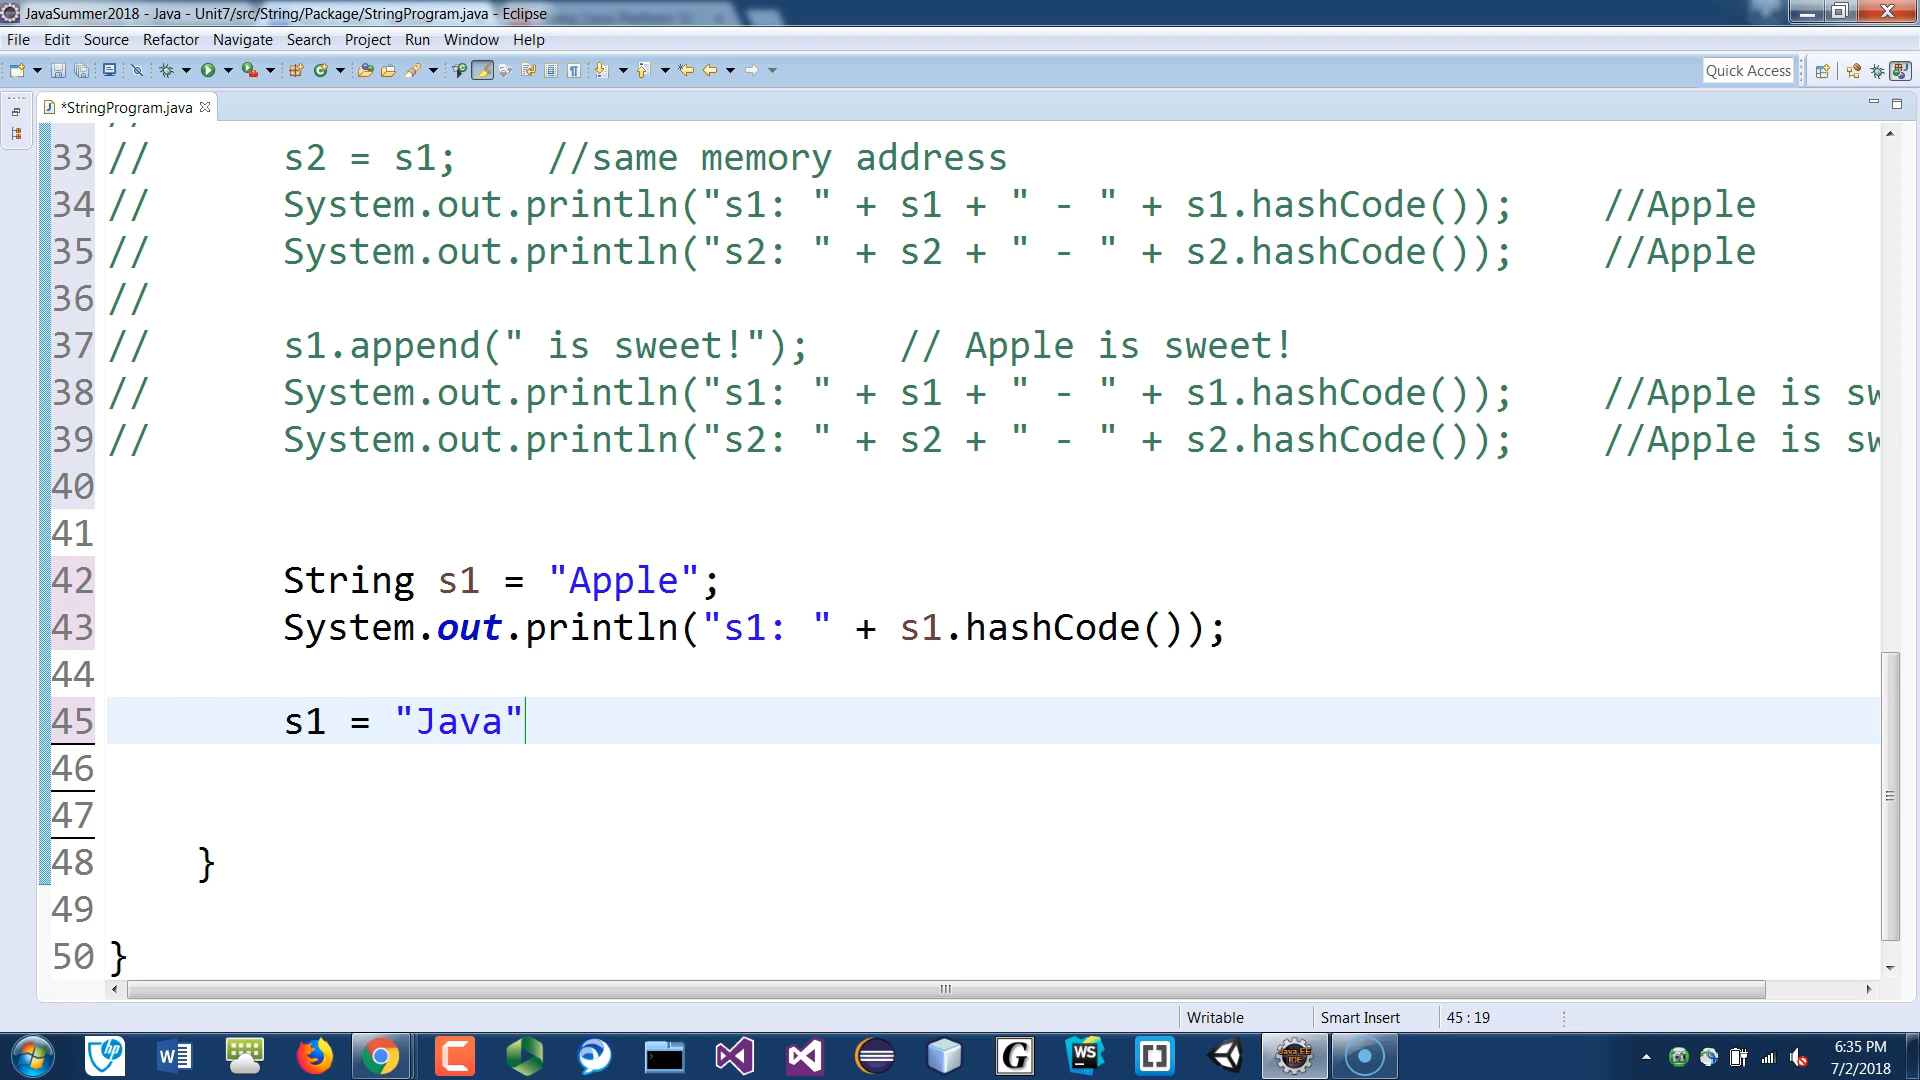 JavaSummer2018 - Java - Unit7/src/String/Package/StringProgram.java - Eclipse
File Edit Source Refactor Navigate Search Project Run Window Help
Quick Access
*StringProgram.java
33 // s2 = s1; //same memory address
34 // System.out.println("s1: " + s1 + " - " + s1.hashCode()); //Apple
35 // System.out.println("s2: " + s2 + " - " + s2.hashCode()); //Apple
36 //
37 // s1.append(" is sweet!"); // Apple is sweet!
38 // System.out.println("s1: " + s1 + " - " + s1.hashCode()); //Apple is sw
39 // System.out.println("s2: " + s2 + " - " + s2.hashCode()); //Apple is sw
40
41
42 String s1 = "Apple";
43 System.out.println("s1: " + s1.hashCode());
44
45 s1 = "Java"
46
47
48 }
49
50 }
Writable Smart Insert 45 : 19
6:35 PM
7/2/2018